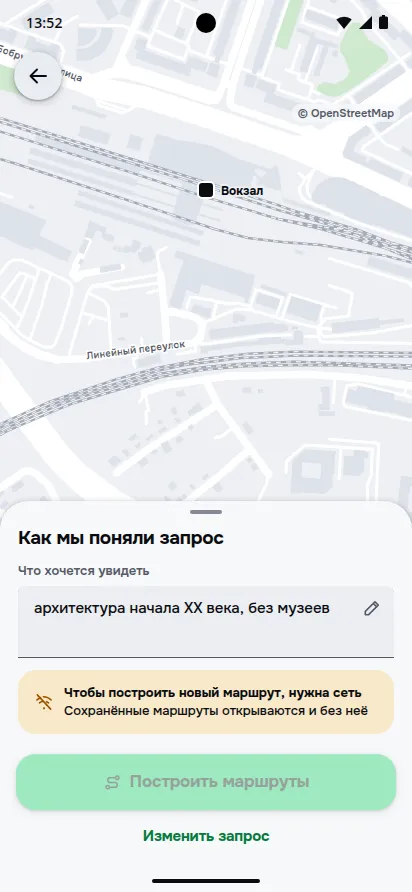 13:52
© OpenStreetMap
Вокзал
Линейный переулок
Как мы поняли запрос
Что хочется увидеть
архитектура начала XX века, без музеев
Чтобы построить новый маршрут, нужна сеть
Сохранённые маршруты открываются и без неё
Построить маршруты
Изменить запрос